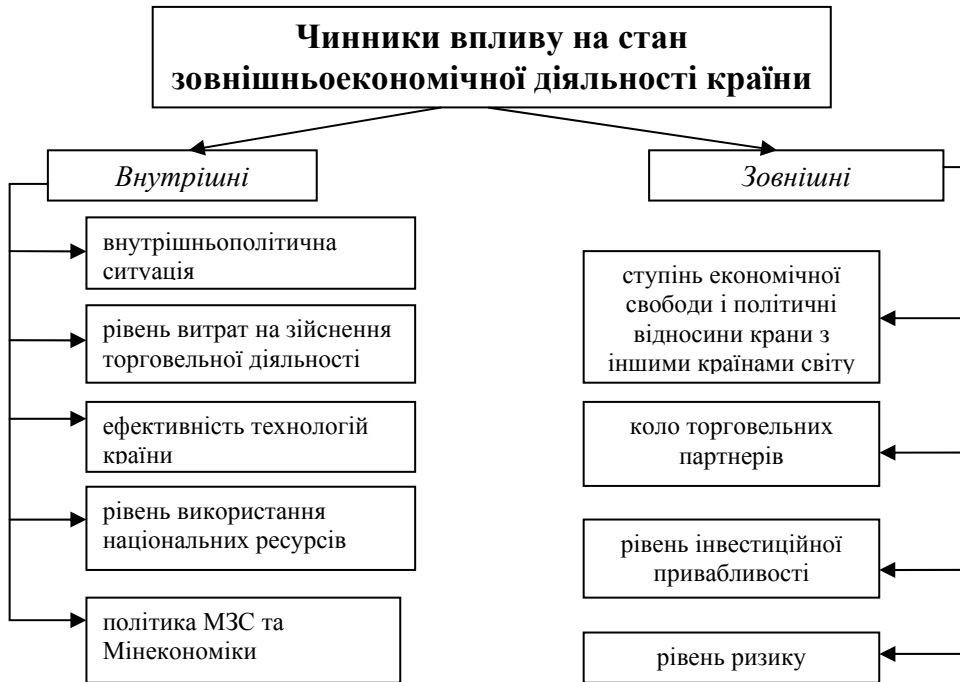 Чинники впливу на стан
зовнішньоекономічної діяльності країни
Внутрішні
внутрішньополітична
ситуація
рівень витрат на зійснення
торговельної діяльності
ефективність технологій
країни
рівень використання
національних ресурсів
політика МЗС та
Мінекономіки
Зовнішні
ступінь економічної
свободи і політичні
відносини крани з
іншими країнами світу
коло торговельних
партнерів
рівень інвестиційної
привабливості
рівень ризику